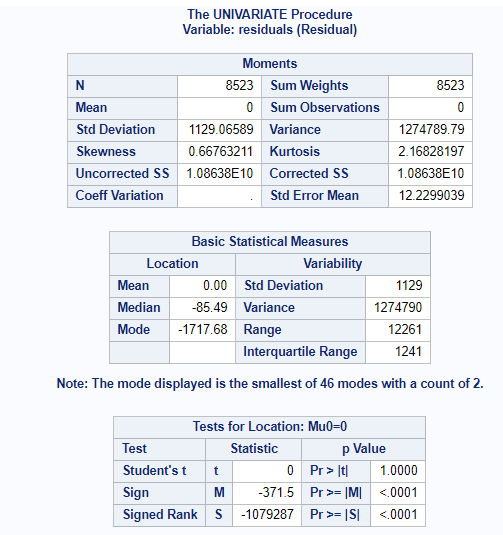 The UNIVARIATE Procedure
Variable: residuals (Residual)
Moments
N 8523 Sum Weights 8523
Mean 0 Sum Observations 0
Std Deviation 1129.06589 Variance 1274789.79
Skewness 0.66763211 Kurtosis 2.16828197
Uncorrected SS 1.08638E10 Corrected SS 1.08638E10
Coeff Variation . Std Error Mean 12.2299039
Basic Statistical Measures
Location Variability
Mean 0.00 Std Deviation 1129
Median -85.49 Variance 1274790
Mode -1717.68 Range 12261
Interquartile Range 1241
Note: The mode displayed is the smallest of 46 modes with a count of 2.
Tests for Location: Mu0=0
Test Statistic p Value
Student's t t 0 Pr > |t| 1.0000
Sign M -371.5 Pr >= |M| <.0001
Signed Rank S -1079287 Pr >= |S| <.0001